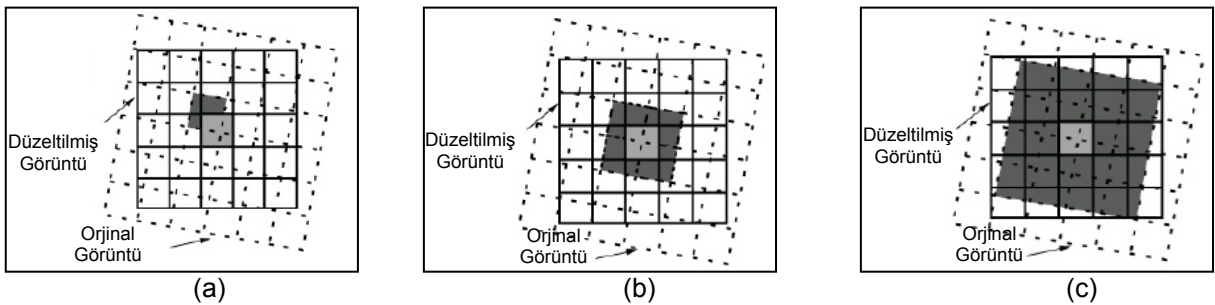 Düzeltilmiş
Görüntü
Orjinal
Görüntü
(a)
Düzeltilmiş
Görüntü
Orjinal
Görüntü
(b)
Düzeltilmiş
Görüntü
Orjinal
Görüntü
(c)